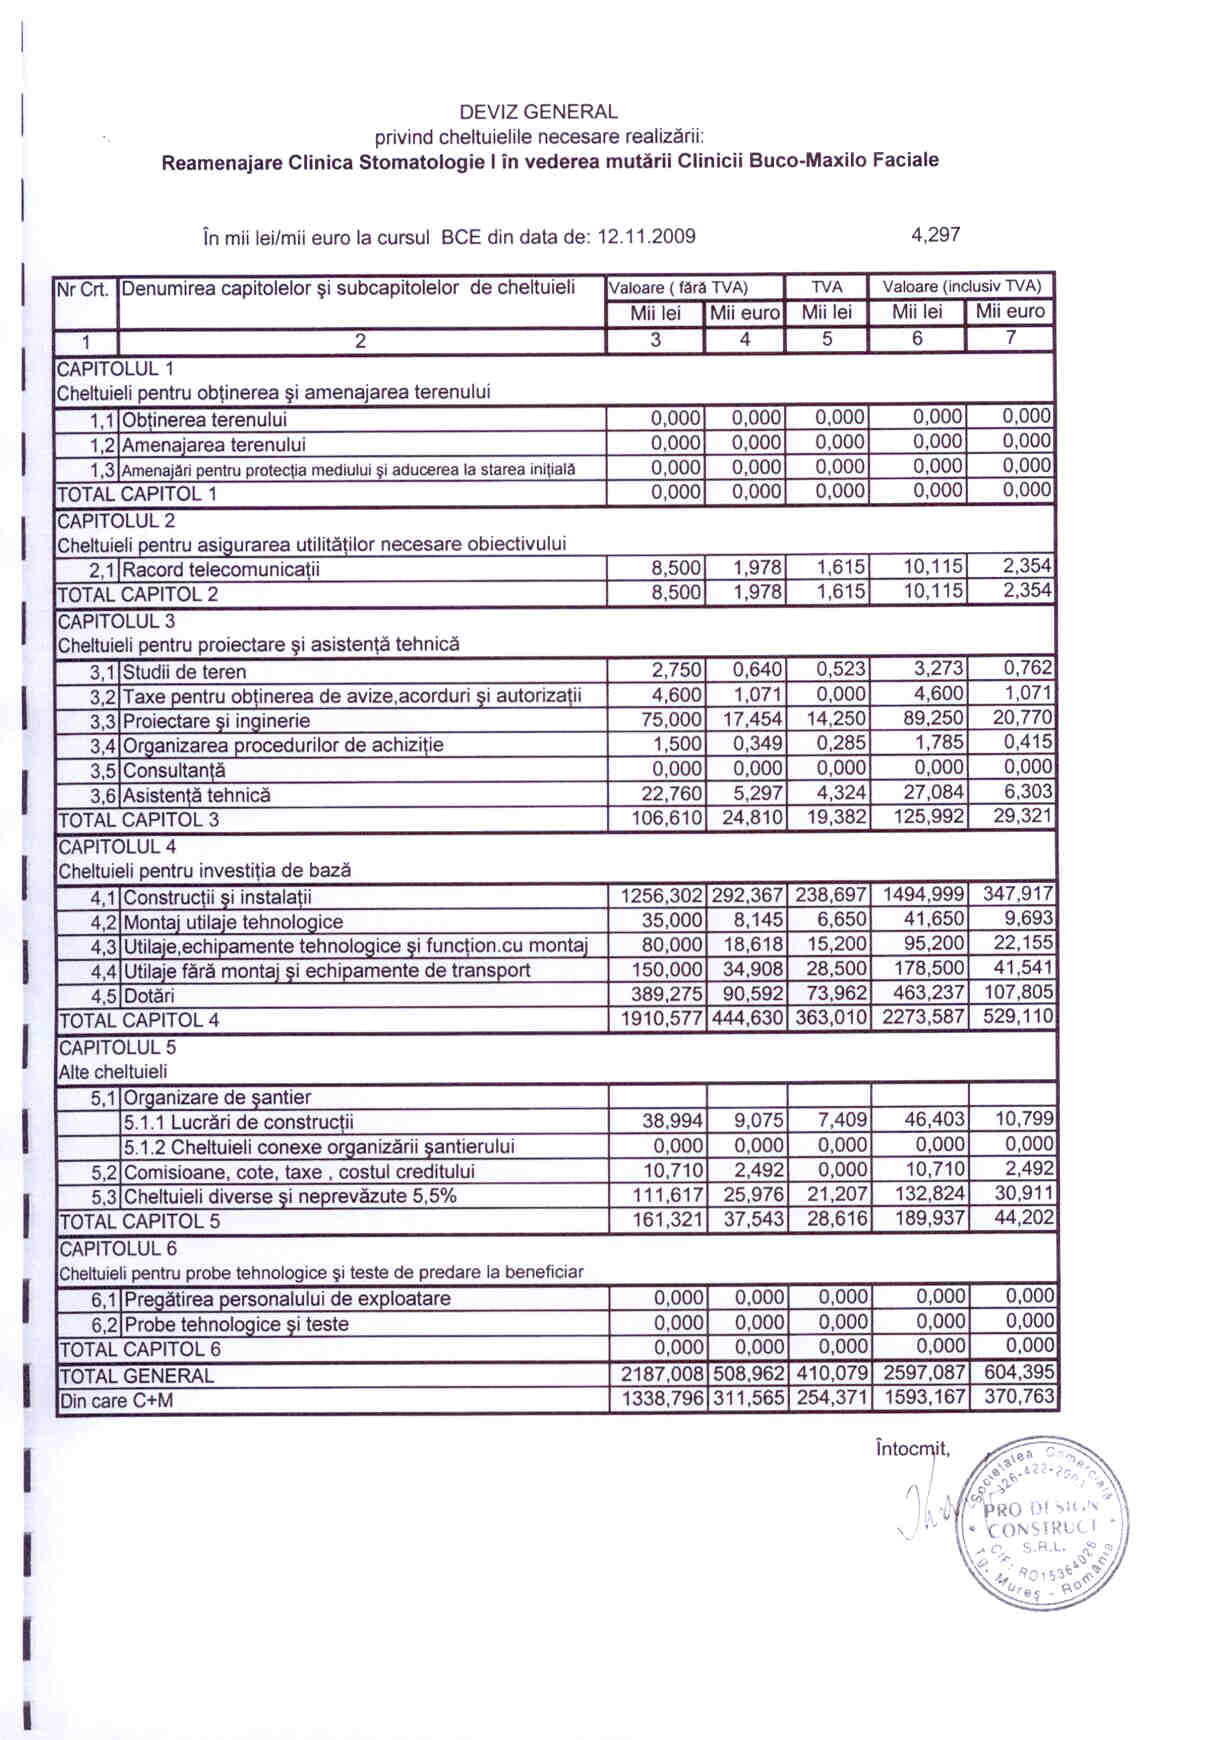 DEVIZ GENERAL
privind cheltuielile necesare realizării:
Reamenajare Clinica Stomatologie I în vederea mutării Clinicii Buco-Maxilo Faciale
În mii lei/mii euro la cursul BCE din data de: 12.11.2009 4,297
Nr Crt. Denumirea capitolelor şi subcapitolelor de cheltuieli Valoare ( fără TVA) TVA Valoare (inclusiv TVA)
Mii lei Mii euro Mii lei Mii lei Mii euro
1 2 3 4 5 6 7
CAPITOLUL 1
Cheltuieli pentru obţinerea şi amenajarea terenului
1,1 Obţinerea terenului 0,000 0,000 0,000 0,000 0,000
1,2 Amenajarea terenului 0,000 0,000 0,000 0,000 0,000
1,3 Amenajări pentru protecţia mediului şi aducerea la starea iniţială 0,000 0,000 0,000 0,000 0,000
TOTAL CAPITOL 1 0,000 0,000 0,000 0,000 0,000
CAPITOLUL 2
Cheltuieli pentru asigurarea utilităţilor necesare obiectivului
2,1 Racord telecomunicaţii 8,500 1,978 1,615 10,115 2,354
TOTAL CAPITOL 2 8,500 1,978 1,615 10,115 2,354
CAPITOLUL 3
Cheltuieli pentru proiectare şi asistenţă tehnică
3,1 Studii de teren 2,750 0,640 0,523 3,273 0,762
3,2 Taxe pentru obţinerea de avize,acorduri şi autorizaţii 4,600 1,071 0,000 4,600 1,071
3,3 Proiectare şi inginerie 75,000 17,454 14,250 89,250 20,770
3,4 Organizarea procedurilor de achiziţie 1,500 0,349 0,285 1,785 0,415
3,5 Consultanţă 0,000 0,000 0,000 0,000 0,000
3,6 Asistenţă tehnică 22,760 5,297 4,324 27,084 6,303
TOTAL CAPITOL 3 106,610 24,810 19,382 125,992 29,321
CAPITOLUL 4
Cheltuieli pentru investiţia de bază
4,1 Construcţii şi instalaţii 1256,302 292,367 238,697 1494,999 347,917
4,2 Montaj utilaje tehnologice 35,000 8,145 6,650 41,650 9,693
4,3 Utilaje,echipamente tehnologice şi funcţion.cu montaj 80,000 18,618 15,200 95,200 22,155
4,4 Utilaje fără montaj şi echipamente de transport 150,000 34,908 28,500 178,500 41,541
4,5 Dotări 389,275 90,592 73,962 463,237 107,805
TOTAL CAPITOL 4 1910,577 444,630 363,010 2273,587 529,110
CAPITOLUL 5
Alte cheltuieli
5,1 Organizare de şantier
5.1.1 Lucrări de construcţii 38,994 9,075 7,409 46,403 10,799
5.1.2 Cheltuieli conexe organizării şantierului 0,000 0,000 0,000 0,000 0,000
5,2 Comisioane, cote, taxe , costul creditului 10,710 2,492 0,000 10,710 2,492
5,3 Cheltuieli diverse şi neprevăzute 5,5% 111,617 25,976 21,207 132,824 30,911
TOTAL CAPITOL 5 161,321 37,543 28,616 189,937 44,202
CAPITOLUL 6
Cheltuieli pentru probe tehnologice şi teste de predare la beneficiar
6,1 Pregătirea personalului de exploatare 0,000 0,000 0,000 0,000 0,000
6,2 Probe tehnologice şi teste 0,000 0,000 0,000 0,000 0,000
TOTAL CAPITOL 6 0,000 0,000 0,000 0,000 0,000
TOTAL GENERAL 2187,008 508,962 410,079 2597,087 604,395
Din care C+M 1338,796 311,565 254,371 1593,167 370,763
Întocmit,
Societatea Comercială
PRO DESIGN
CONSTRUCT
S.R.L.
CIF: RO15364026
Tg. Mureş - România